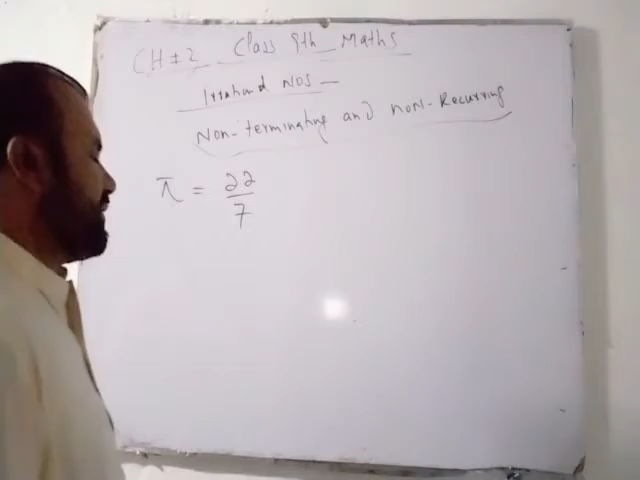 CH # 2 Class 9th Maths
Irrational Nos -
Non-terminating and non-Recurring
π = 22/7